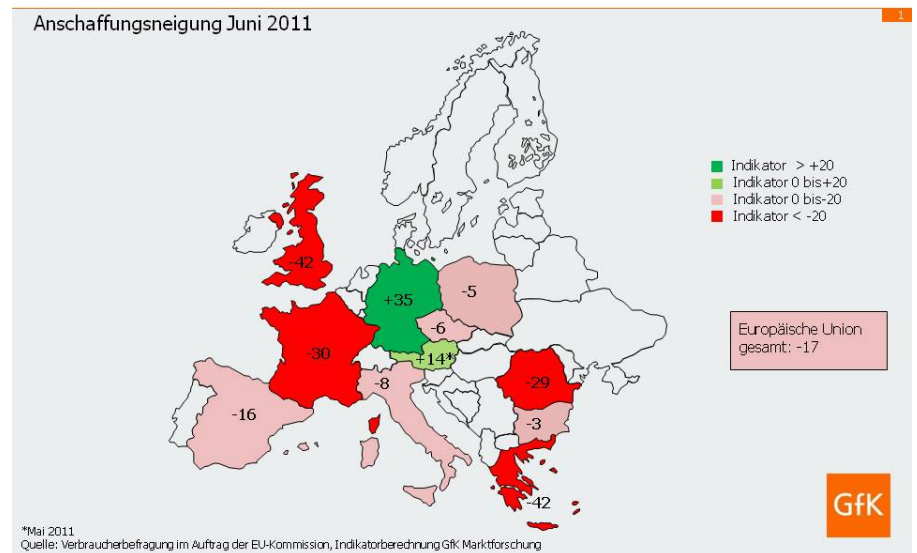 Anschaffungsneigung Juni 2011
1
Indikator > +20
Indikator 0 bis+20
Indikator 0 bis-20
Indikator < -20
-42
+35
-5
-6
Europäische Union
gesamt: -17
-30
+14*
-8
-29
-16
-3
-42
GfK
*Mai 2011
Quelle: Verbraucherbefragung im Auftrag der EU-Kommission, Indikatorberechnung GfK Marktforschung